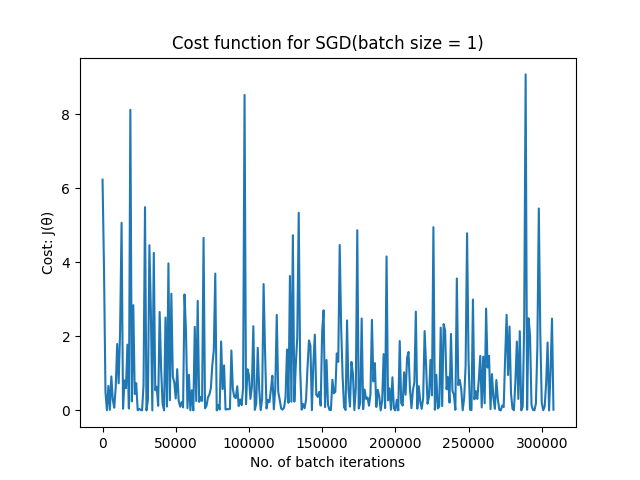 Cost function for SGD(batch size = 1)
Cost: J(θ)
8
6
4
2
0
0 50000 100000 150000 200000 250000 300000
No. of batch iterations